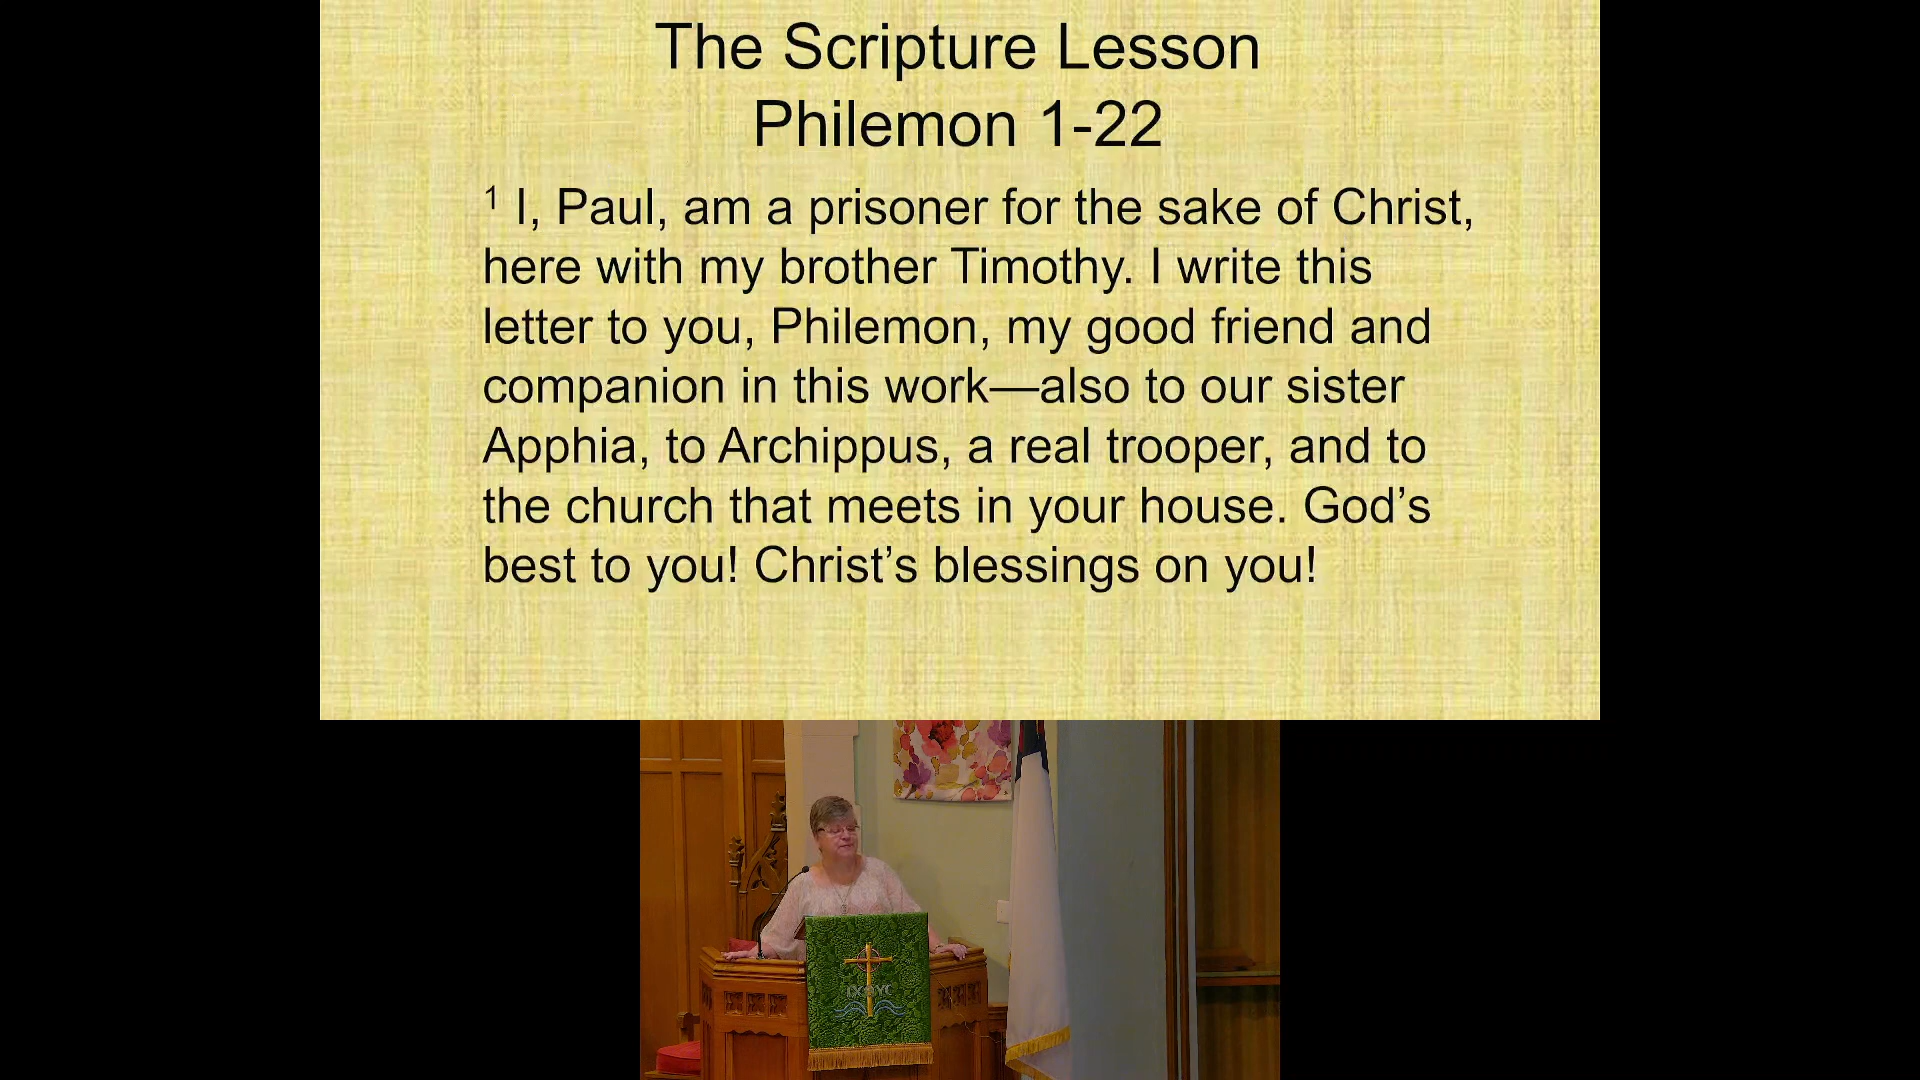 The Scripture Lesson
Philemon 1-22
1 I, Paul, am a prisoner for the sake of Christ,
here with my brother Timothy. I write this
letter to you, Philemon, my good friend and
companion in this work—also to our sister
Apphia, to Archippus, a real trooper, and to
the church that meets in your house. God’s
best to you! Christ’s blessings on you!